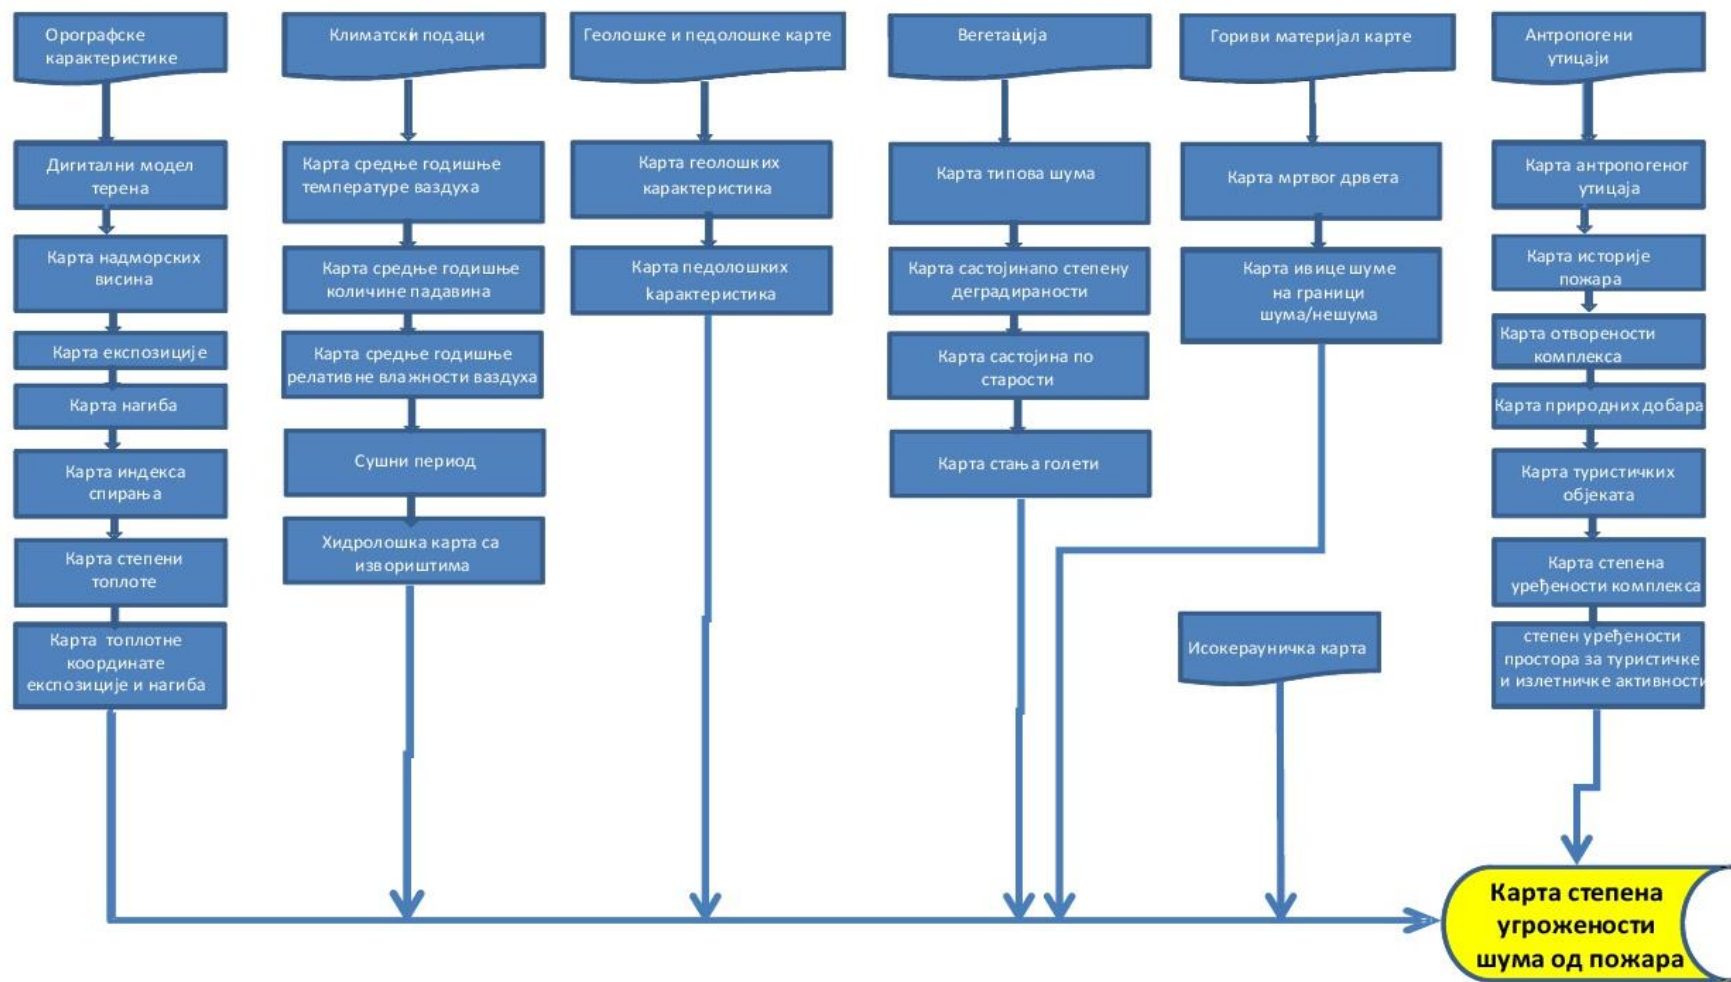 Орографске
карактеристике
Дигитални модел
терена
Карта надморских
висина
Карта експозиције
Карта нагиба
Карта индекса
спирања
Карта степени
топлоте
Карта топлотне
координате
експозиције и нагиба
Климатски подаци
Карта средње годишње
температуре ваздуха
Карта средње годишње
количине падавина
Карта средње годишње
релативне влажности ваздуха
Сушни период
Хидролошка карта са
извориштима
Геолошке и педолошке карте
Карта геолошких
карактеристика
Карта педолошких
карактеристика
Вегетација
Карта типова шума
Карта састојинапо степену
деградираности
Карта састојина по
старости
Карта стања голети
Гориви материјал карте
Карта мртвог дрвета
Карта ивице шуме
на граници
шума/нешума
Исокерауничка карта
Антропогени
утицаји
Карта антропогеног
утицаја
Карта историје
пожара
Карта отворености
комплекса
Карта природних добара
Карта туристичких
објеката
Карта степена
уређености комплекса
степен уређености
простора за туристичке
и излетничке активности
Карта степена
угрожености
шума од пожара